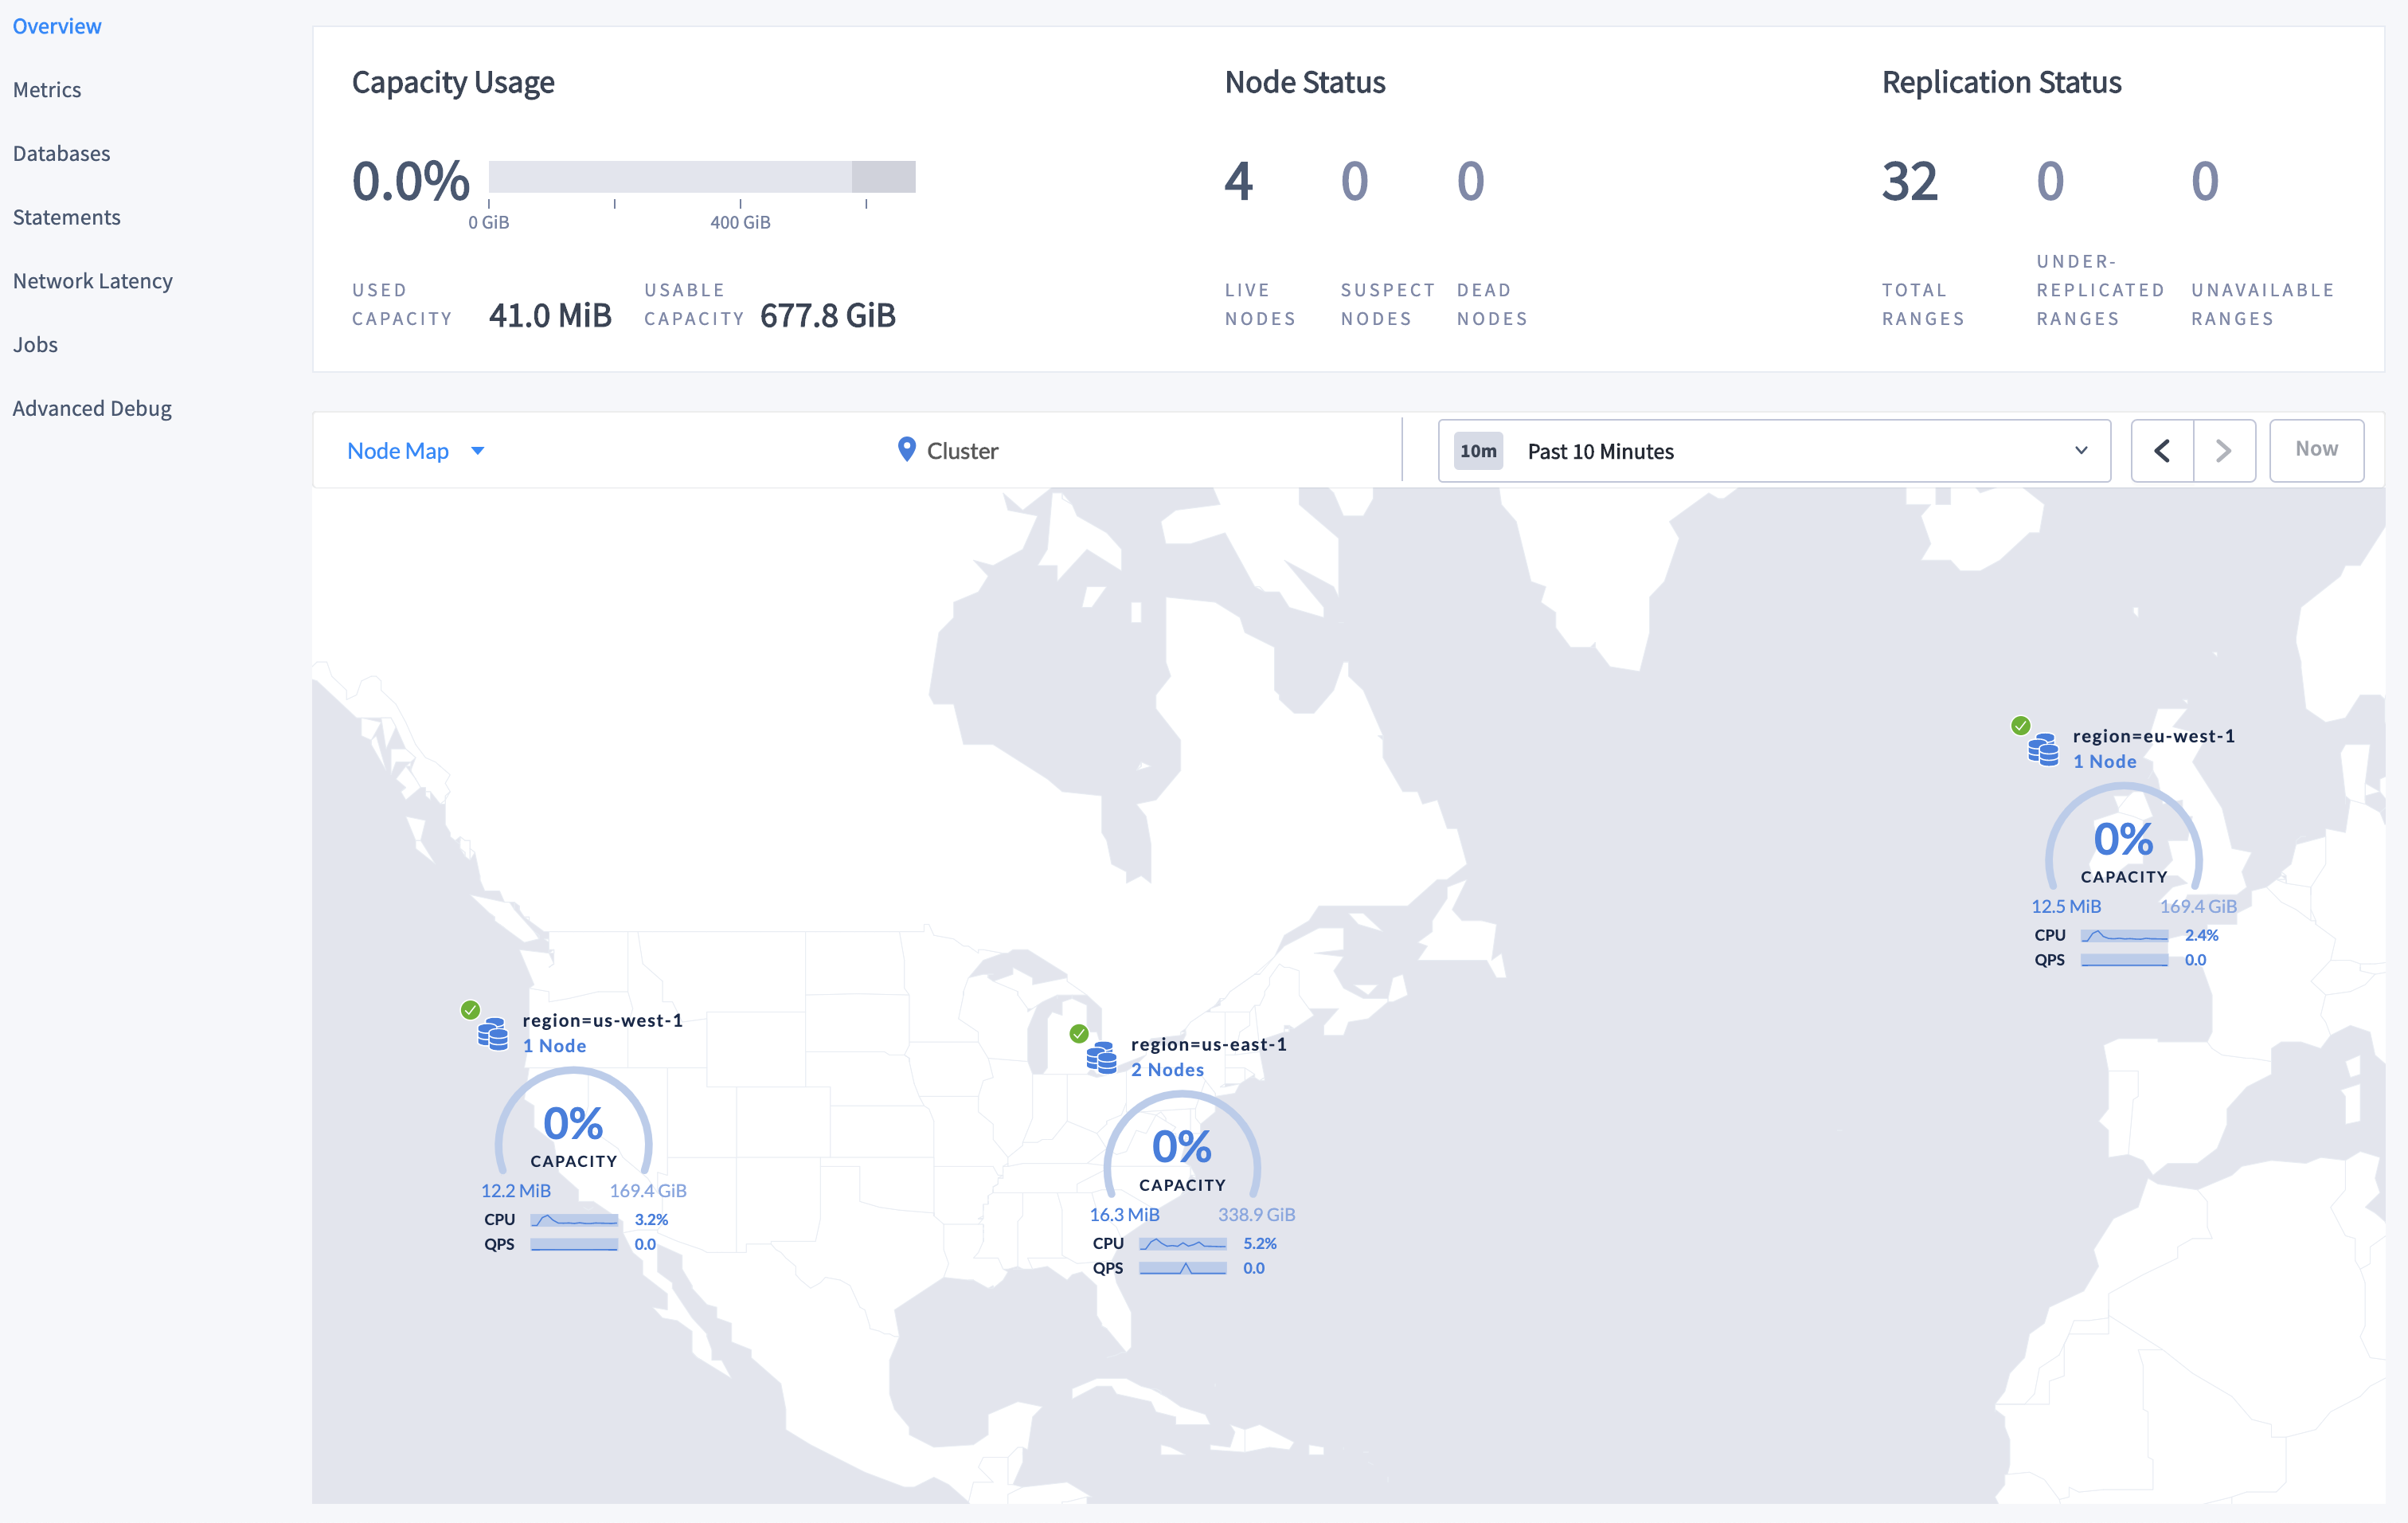 Overview
Metrics
Databases
Statements
Network Latency
Jobs
Advanced Debug
Capacity Usage
0.0%
0 GiB
400 GiB
USED
CAPACITY
41.0 MiB
USABLE
CAPACITY
677.8 GiB
Node Status
4
0
0
LIVE
NODES
SUSPECT
NODES
DEAD
NODES
Replication Status
32
0
0
TOTAL
RANGES
UNDER-
REPLICATED
RANGES
UNAVAILABLE
RANGES
Node Map
Cluster
10m Past 10 Minutes
Now
region=eu-west-1
1 Node
0%
CAPACITY
12.5 MiB 169.4 GiB
CPU 2.4%
QPS 0.0
region=us-west-1
1 Node
0%
CAPACITY
12.2 MiB 169.4 GiB
CPU 3.2%
QPS 0.0
region=us-east-1
2 Nodes
0%
CAPACITY
16.3 MiB 338.9 GiB
CPU 5.2%
QPS 0.0